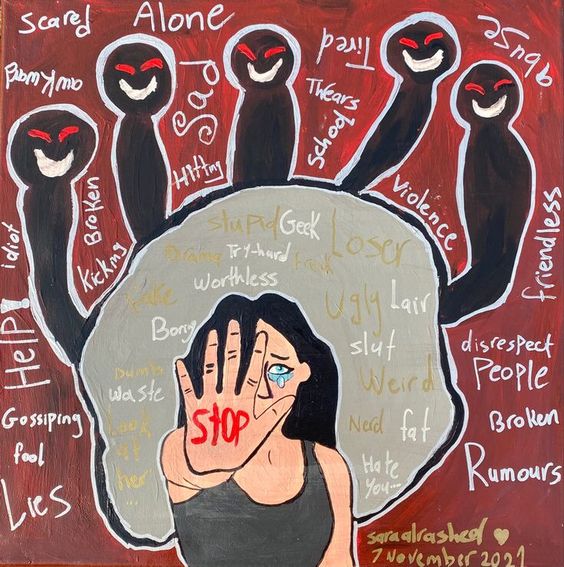 Scared
Alone
Sad
Tired
abuse
awkward
Hitting
Twears
School
Broken
Kicking
Violence
friendless
idiot
HELP!
stupid
Geek
Loser
Drama
Try-hard
Freak
Worthless
Fake
Ugly
Lair
Boring
slut
Weird
Dumb
waste
Look
at
her...
Nerd
fat
Hate
You...
STOP
disrespect
People
Gossiping
fool
Lies
Broken
Rumours
saraalrashed
7 November 2021